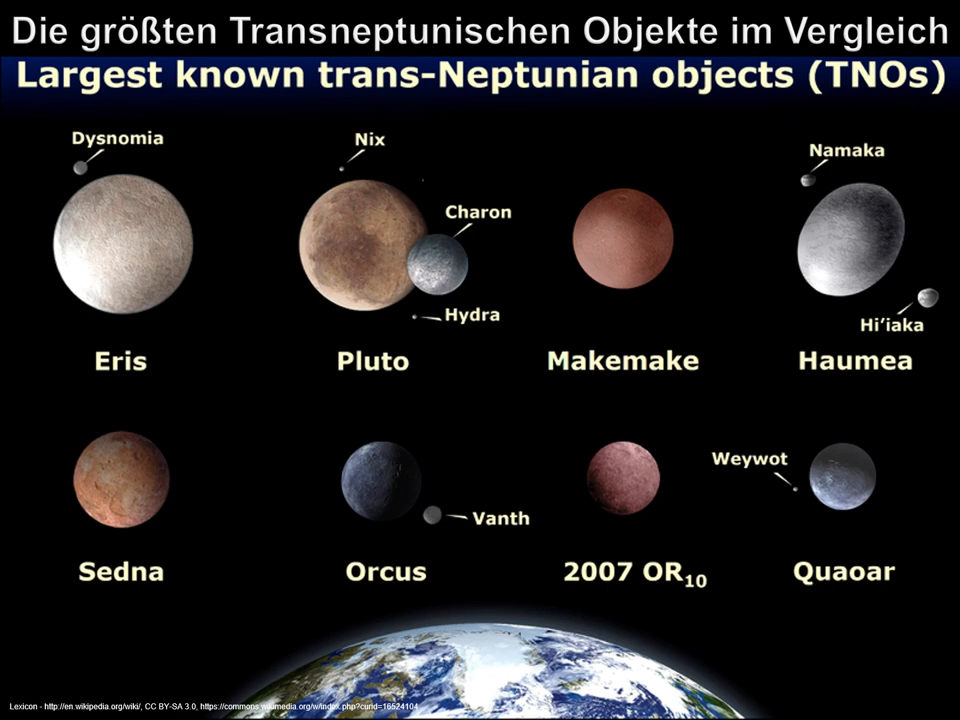 Die größten Transneptunischen Objekte im Vergleich
Largest known trans-Neptunian objects (TNOs)
Dysnomia
Nix
Namaka
Charon
Hydra
Hi'iaka
Eris
Pluto
Makemake
Haumea
Weywot
Vanth
Sedna
Orcus
2007 OR10
Quaoar
Lexicon - http://en.wikipedia.org/wiki/, CC BY-SA 3.0, https://commons.wikimedia.org/w/index.php?curid=16524104